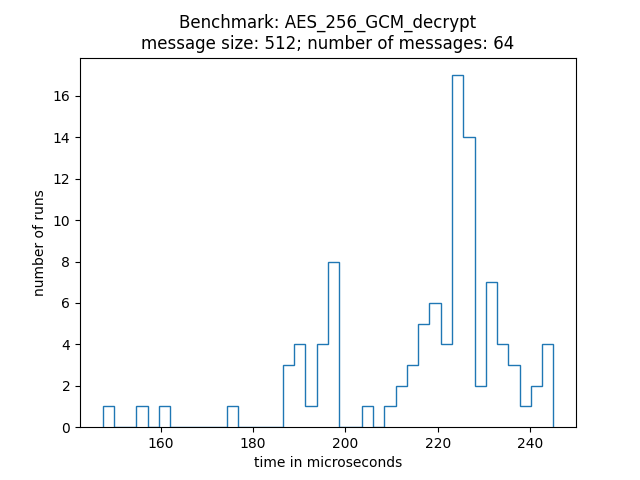 Benchmark: AES_256_GCM_decrypt
message size: 512; number of messages: 64
16
14
12
10
8
6
4
2
0
number of runs
160 180 200 220 240
time in microseconds